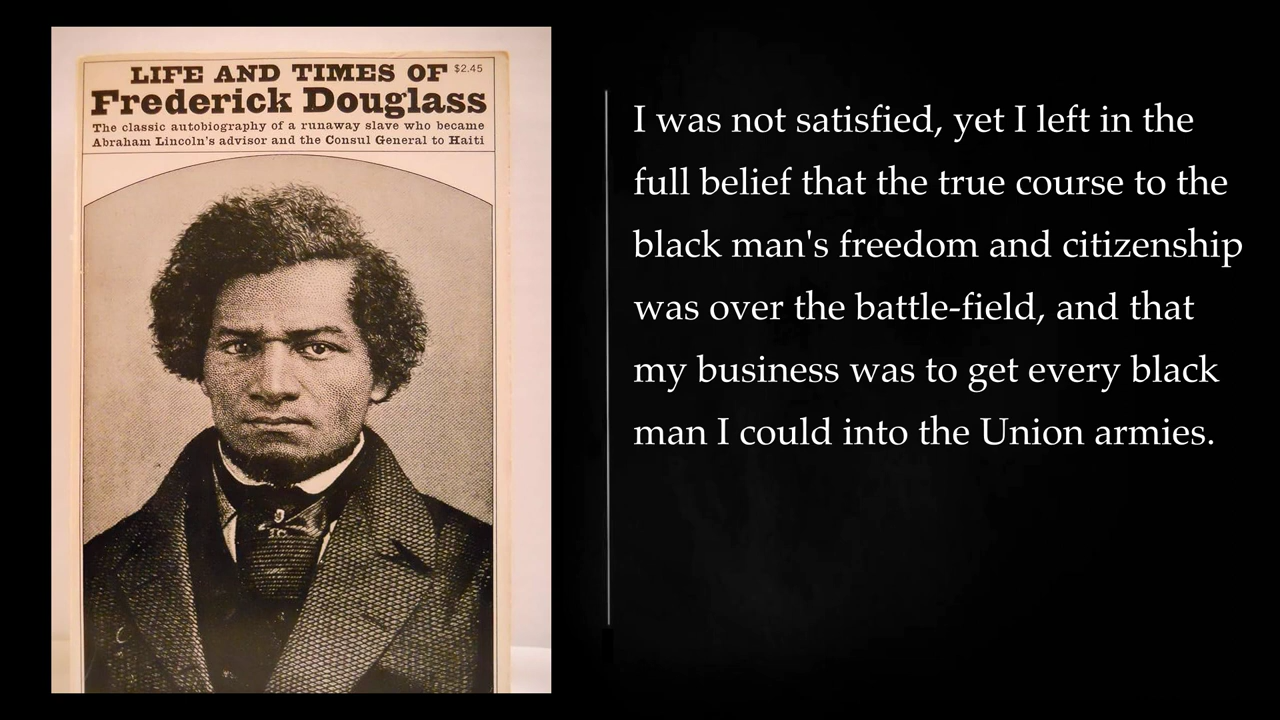 LIFE AND TIMES OF $2.45
Frederick Douglass
The classic autobiography of a runaway slave who became
Abraham Lincoln's advisor and the Consul General to Haiti
I was not satisfied, yet I left in the
full belief that the true course to the
black man's freedom and citizenship
was over the battle-field, and that
my business was to get every black
man I could into the Union armies.